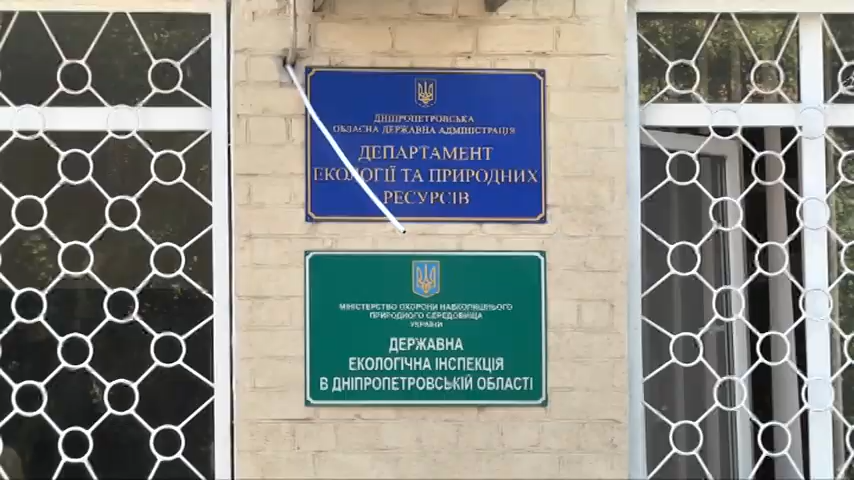 ДНІПРОПЕТРОВСЬКА
ОБЛАСНА ДЕРЖАВНА АДМІНІСТРАЦІЯ
ДЕПАРТАМЕНТ
ЕКОЛОГІЇ ТА ПРИРОДНИХ
РЕСУРСІВ
МІНІСТЕРСТВО ОХОРОНИ НАВКОЛИШНЬОГО
ПРИРОДНОГО СЕРЕДОВИЩА
УКРАЇНИ
ДЕРЖАВНА
ЕКОЛОГІЧНА ІНСПЕКЦІЯ
В ДНІПРОПЕТРОВСЬКІЙ ОБЛАСТІ